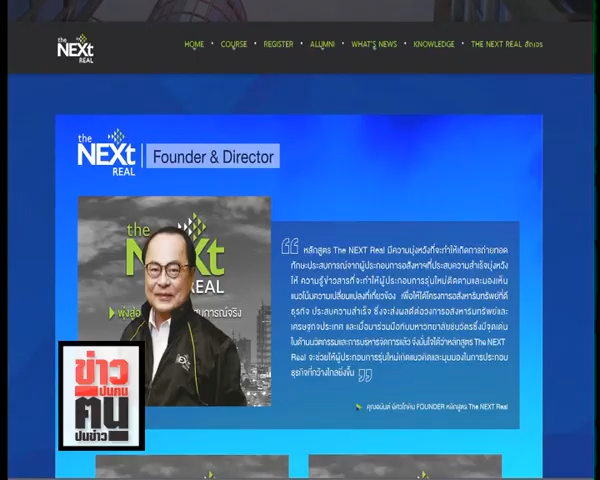 the
NEXt
REAL
HOME • COURSE • REGISTER • ALUMNI • WHAT'S NEWS • KNOWLEDGE • THE NEXT REAL สัญจร
the
NEXt
REAL
Founder & Director
the
NEXt
REAL
หลักสูตร The NEXT Real มีความมุ่งหวังที่จะทำให้เกิดการถ่ายทอด
ทักษะประสบการณ์จากผู้ประกอบการอสังหาฯที่ประสบความสำเร็จมุ่งหวัง
ให้ ความรู้ข่าวสารที่จะทำให้ผู้ประกอบการรุ่นใหม่ติดตามและมองเห็น
แนวโน้มความเปลี่ยนแปลงที่เกี่ยวข้อง เพื่อให้ได้โครงการอสังหาริมทรัพย์ที่ดี
ธุรกิจ ประสบความสำเร็จ ซึ่งจะส่งผลดีต่อวงการอสังหาริมทรัพย์และ
เศรษฐกิจประเทศ และเมื่อมาร่วมมือกับมหาวิทยาลัยชินวัตรซึ่งมีจุดเด่น
ในด้านนวัตกรรมและการบริหารจัดการแล้ว จึงมั่นใจได้ว่าหลักสูตร The NEXT
Real จะช่วยให้ผู้ประกอบการรุ่นใหม่เกิดแนวคิดและมุมมองในการประกอบ
ธุรกิจที่กว้างไกลยิ่งขึ้น
FOUNDER หลักสูตร The NEXT Real
ข่าว
ปนคน
คน
ปนข่าว